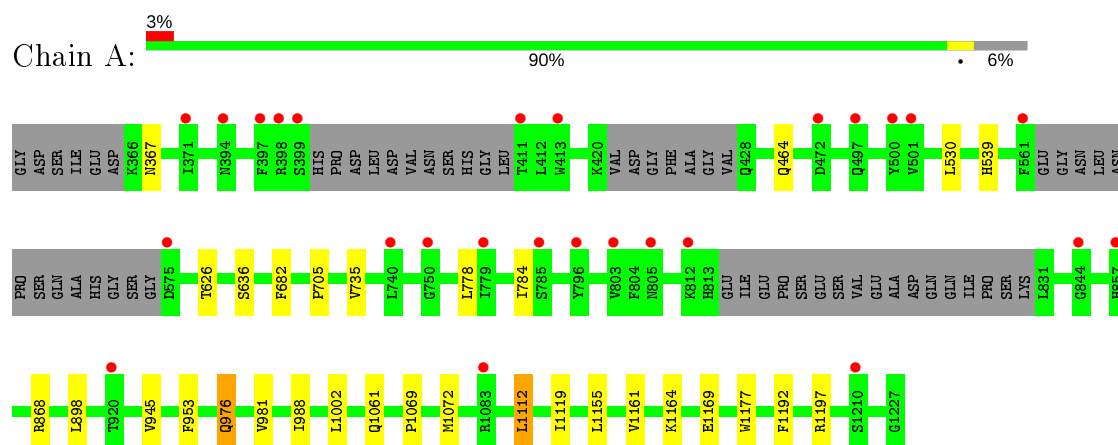 3%
Chain A:
90%
•
6%
GLY ASP SER ILE GLU ASP K366 N367 I371 N394 F397 R398 S399 HIS PRO ASP LEU ASP VAL ASN SER HIS GLY LEU T411 L412 W413 K420 VAL ASP GLY PHE ALA GLY VAL Q428 Q464 D472 Q497 Y500 V501 L530 H539 F561 GLU GLY ASN LEU ASN
PRO SER GLN ALA HIS GLY SER GLY D575 T626 S636 F682 P705 V735 L740 G750 L778 I779 I784 S785 Y796 V803 F804 N805 K812 H813 GLU ILE GLU PRO SER GLU SER VAL GLU ALA ASP GLN GLN ILE PRO SER LYS L831 G844 H857
R868 L898 T920 V945 F953 Q976 V981 I988 L1002 Q1061 P1069 M1072 R1083 L1112 I1119 L1155 V1161 K1164 E1169 W1177 F1192 R1197 S1210 G1227